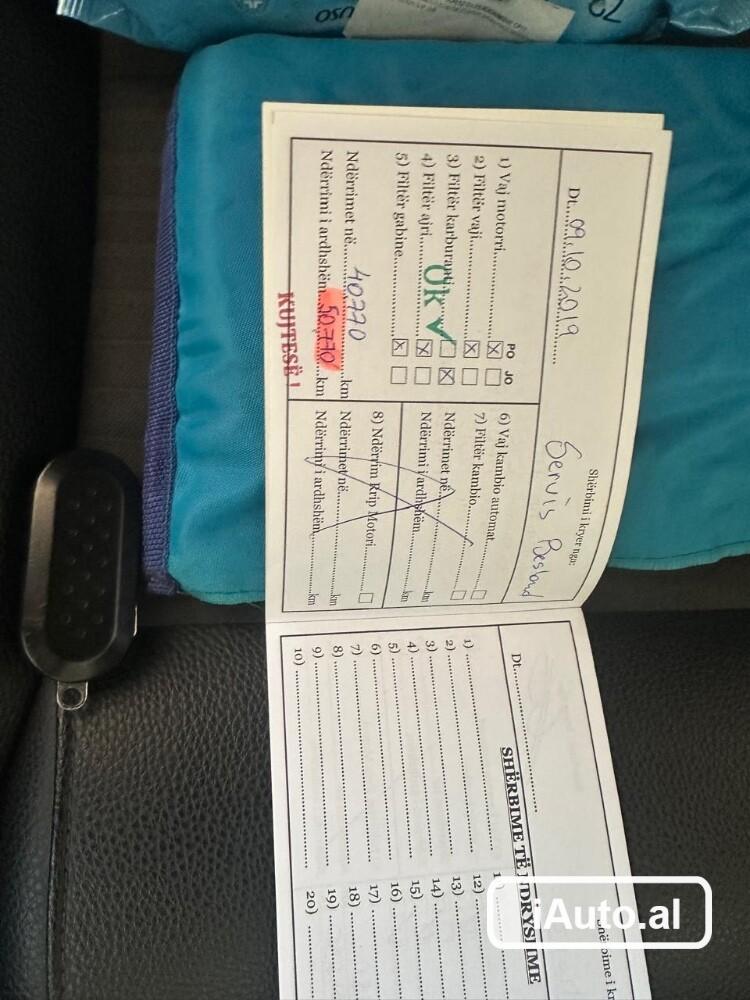 Dt....09.10.2019.......
Shërbimi i kryer nga:
Servis
PO JO
1) Vaj motorri............
2) Filtër vaji..............
3) Filtër karburanti
4) Filtër ajri..............
5) Filtër gabine..........
OK ✓
Ndërrimet në....40770....km
Ndërrimi i ardhshëm...50770....km
KUJTESË!
6) Vaj kambio automat............
7) Filtër kambio..............
Ndërrimet në..................km
Ndërrimi i ardhshëm..................km
8) Ndërrim Krip Motori............
Ndërrimet në..................km
Ndërrimi i ardhshëm..................km
Dt..............................
SHËRBIME TË
1) ..............................
2) ..............................
3) ..............................
4) ..............................
5) ..............................
6) ..............................
7) ..............................
8) ..............................
9) ..............................
10) ..............................
12) ..............
13) ..............
14) ..............
15) ..............
16) ..............
17) ..............
18) ..............
19) ..............
20) ..............
iAuto.al